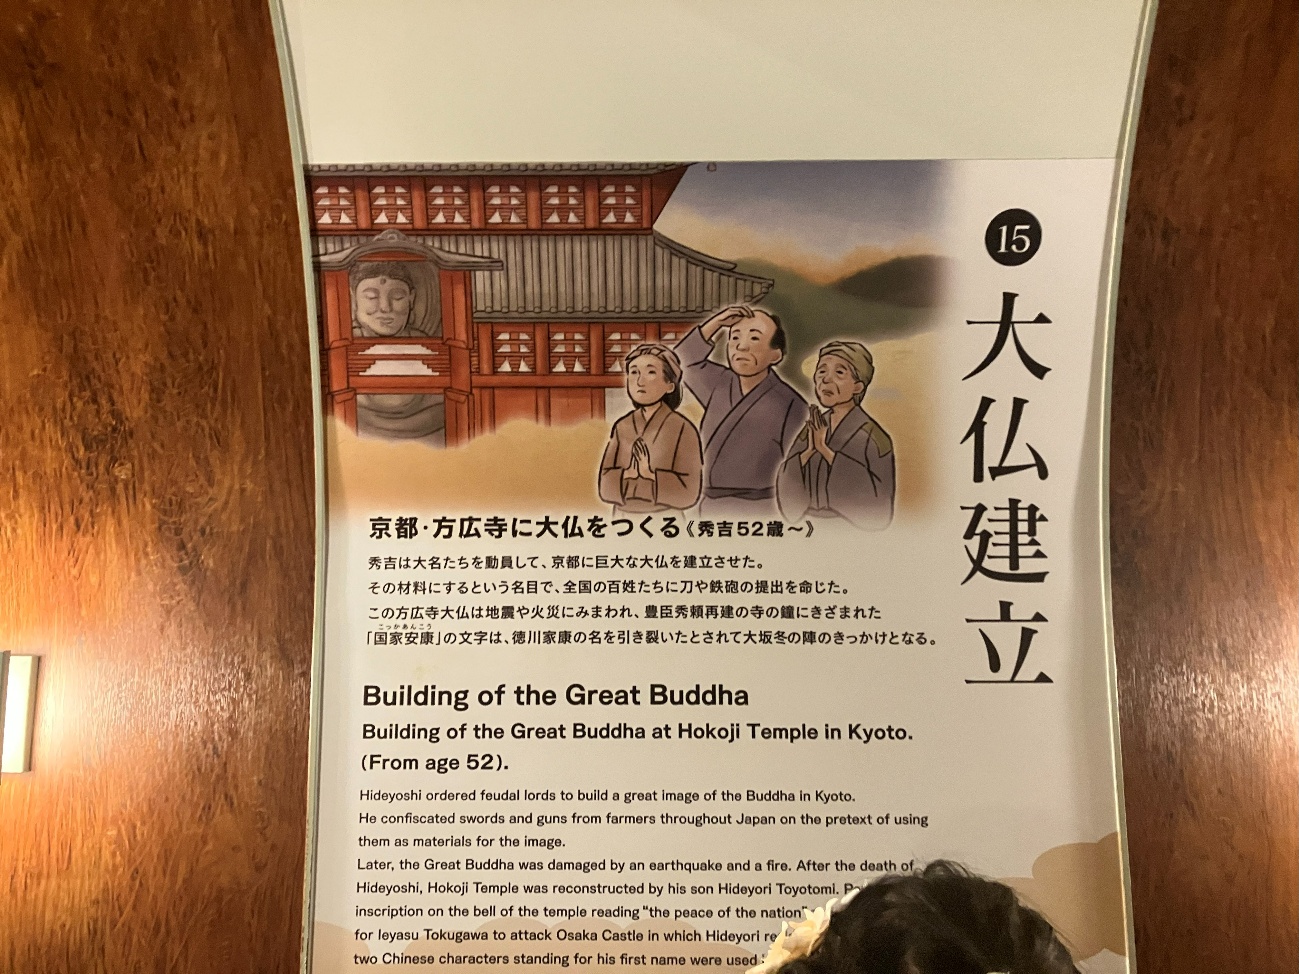 15
大仏建立
京都・方広寺に大仏をつくる《秀吉52歳〜》
秀吉は大名たちを動員して、京都に巨大な大仏を建立させた。
その材料にするという名目で、全国の百姓たちに刀や鉄砲の提出を命じた。
この方広寺大仏は地震や火災にみまわれ、豊臣秀頼再建の寺の鐘にきざまれた
こっかあんこう
「国家安康」の文字は、徳川家康の名を引き裂いたとされて大坂冬の陣のきっかけとなる。
Building of the Great Buddha
Building of the Great Buddha at Hokoji Temple in Kyoto.
(From age 52).
Hideyoshi ordered feudal lords to build a great image of the Buddha in Kyoto.
He confiscated swords and guns from farmers throughout Japan on the pretext of using
them as materials for the image.
Later, the Great Buddha was damaged by an earthquake and a fire. After the death of
Hideyoshi, Hokoji Temple was reconstructed by his son Hideyori Toyotomi.
inscription on the bell of the temple reading "the peace of the nation"
for Ieyasu Tokugawa to attack Osaka Castle in which Hideyori
two Chinese characters standing for his first name were used